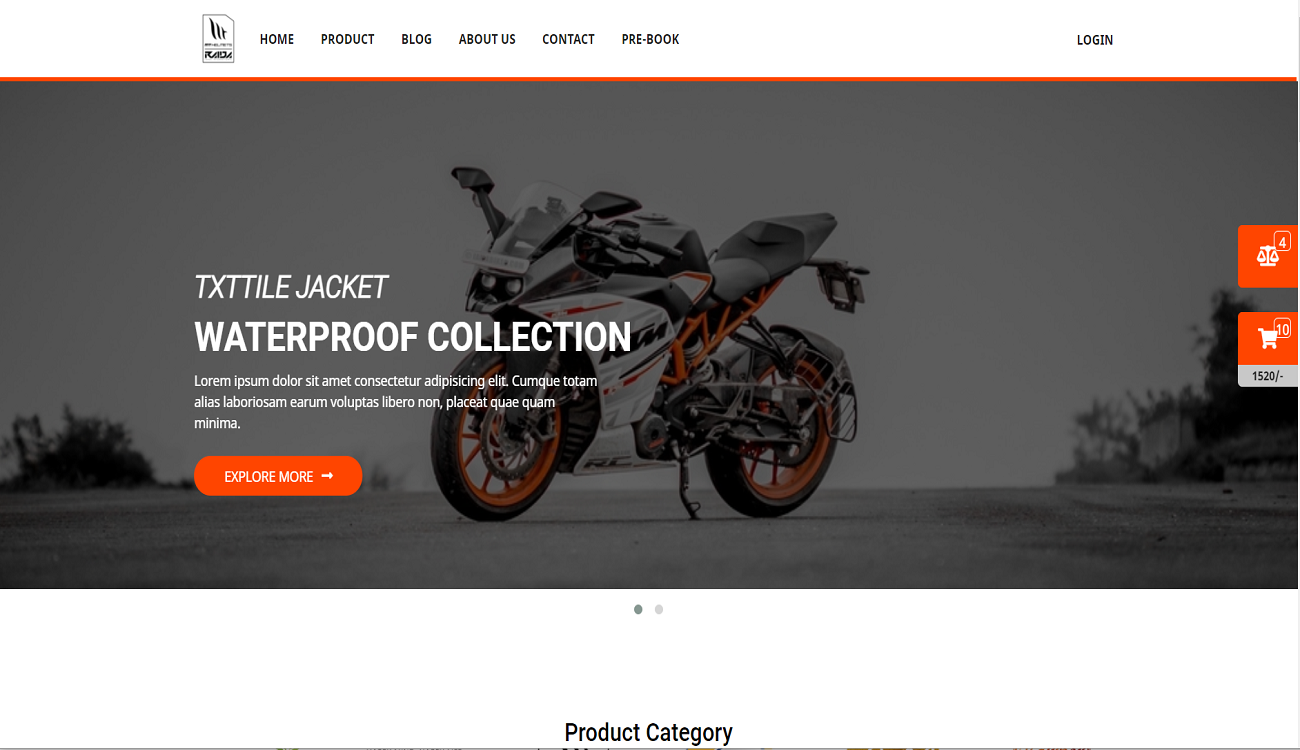 RAIDA
HOME
PRODUCT
BLOG
ABOUT US
CONTACT
PRE-BOOK
LOGIN
TXTTILE JACKET
WATERPROOF COLLECTION
Lorem ipsum dolor sit amet consectetur adipisicing elit. Cumque totam
alias laboriosam earum voluptas libero non, placeat quae quam
minima.
EXPLORE MORE
4
10
1520/-
Product Category